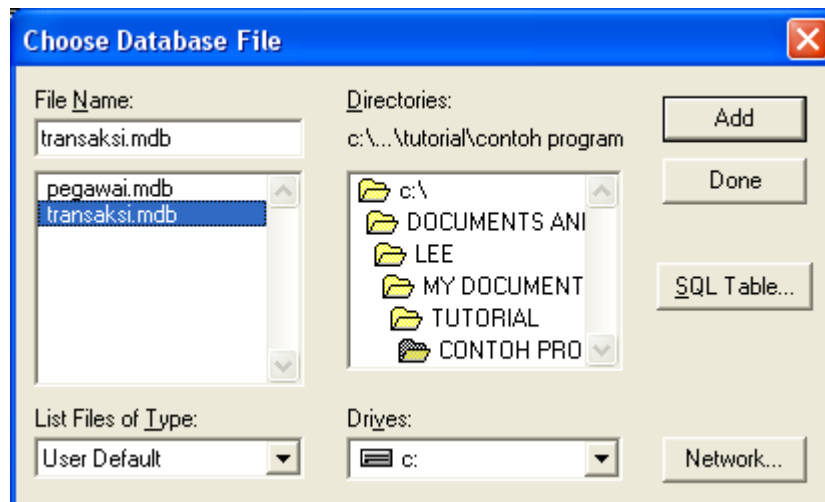 Choose Database File
File Name:
transaksi.mdb
pegawai.mdb
transaksi.mdb
List Files of Type:
User Default
Directories:
c:\...\tutorial\contoh program
c:\
DOCUMENTS AN
LEE
MY DOCUMENT
TUTORIAL
CONTOH PRO
Drives:
c:
Add
Done
SQL Table...
Network...